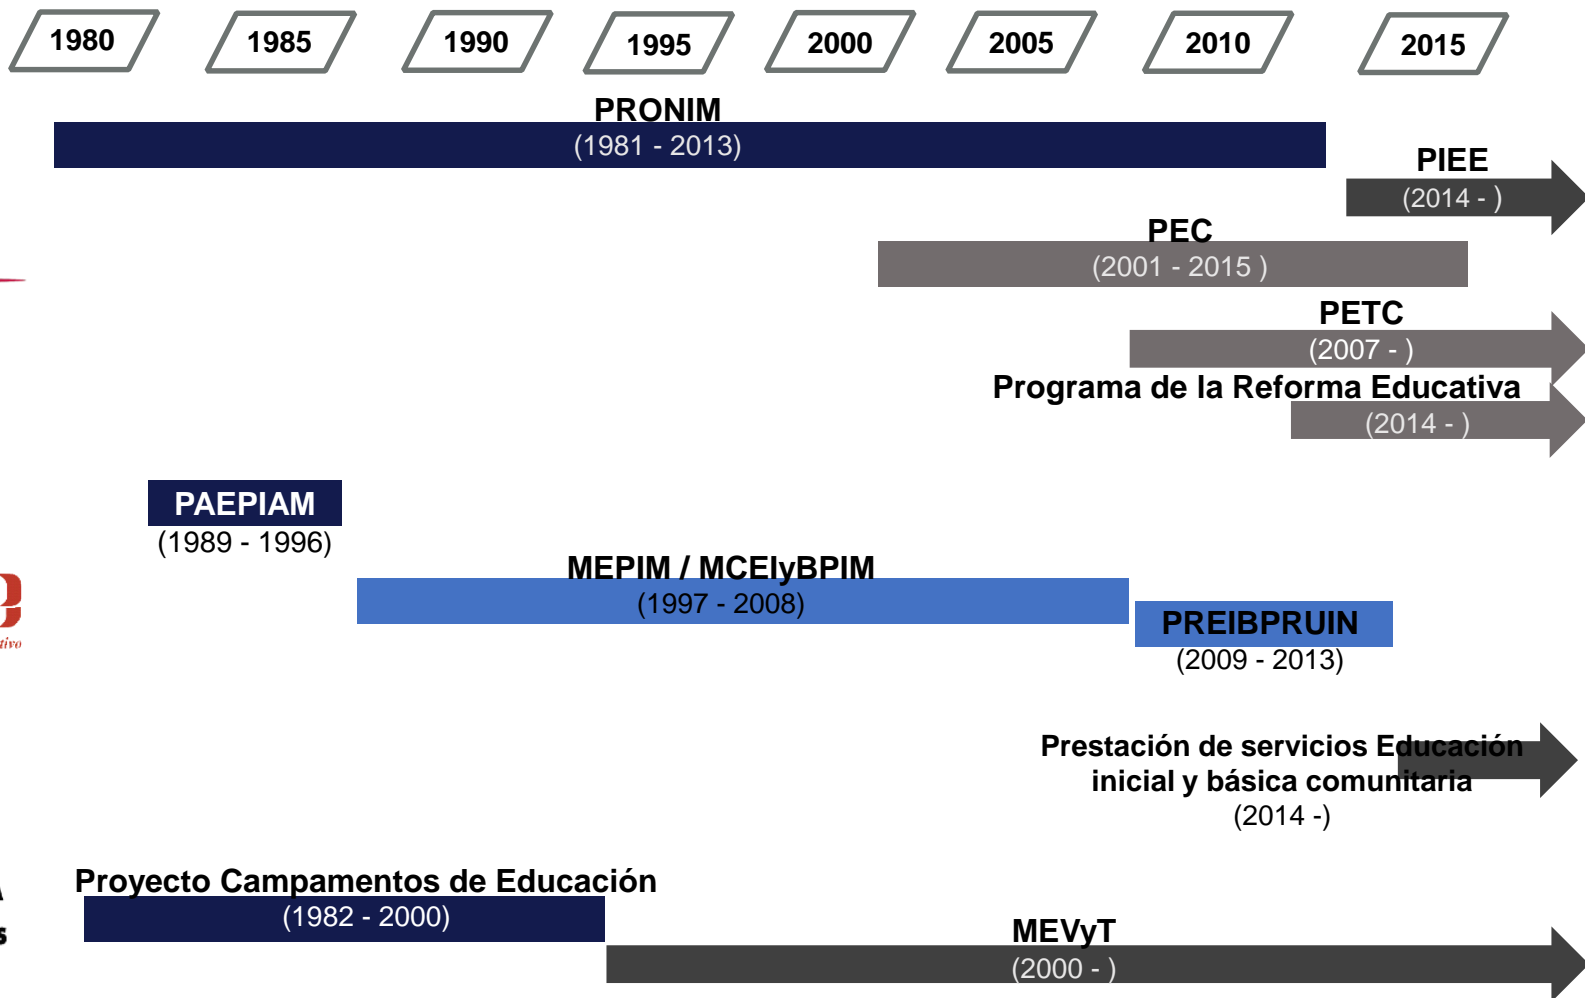 1980 1985 1990 1995 2000 2005 2010 2015
PRONIM
(1981 - 2013)
PIEE
(2014 - )
PEC
(2001 - 2015 )
PETC
(2007 - )
Programa de la Reforma Educativa
(2014 - )
PAEPIAM
(1989 - 1996)
MEPIM / MCEIyBPIM
(1997 - 2008)
PREIBPRUIN
(2009 - 2013)
Prestación de servicios Educación
inicial y básica comunitaria
(2014 -)
Proyecto Campamentos de Educación
(1982 - 2000)
MEVyT
(2000 - )